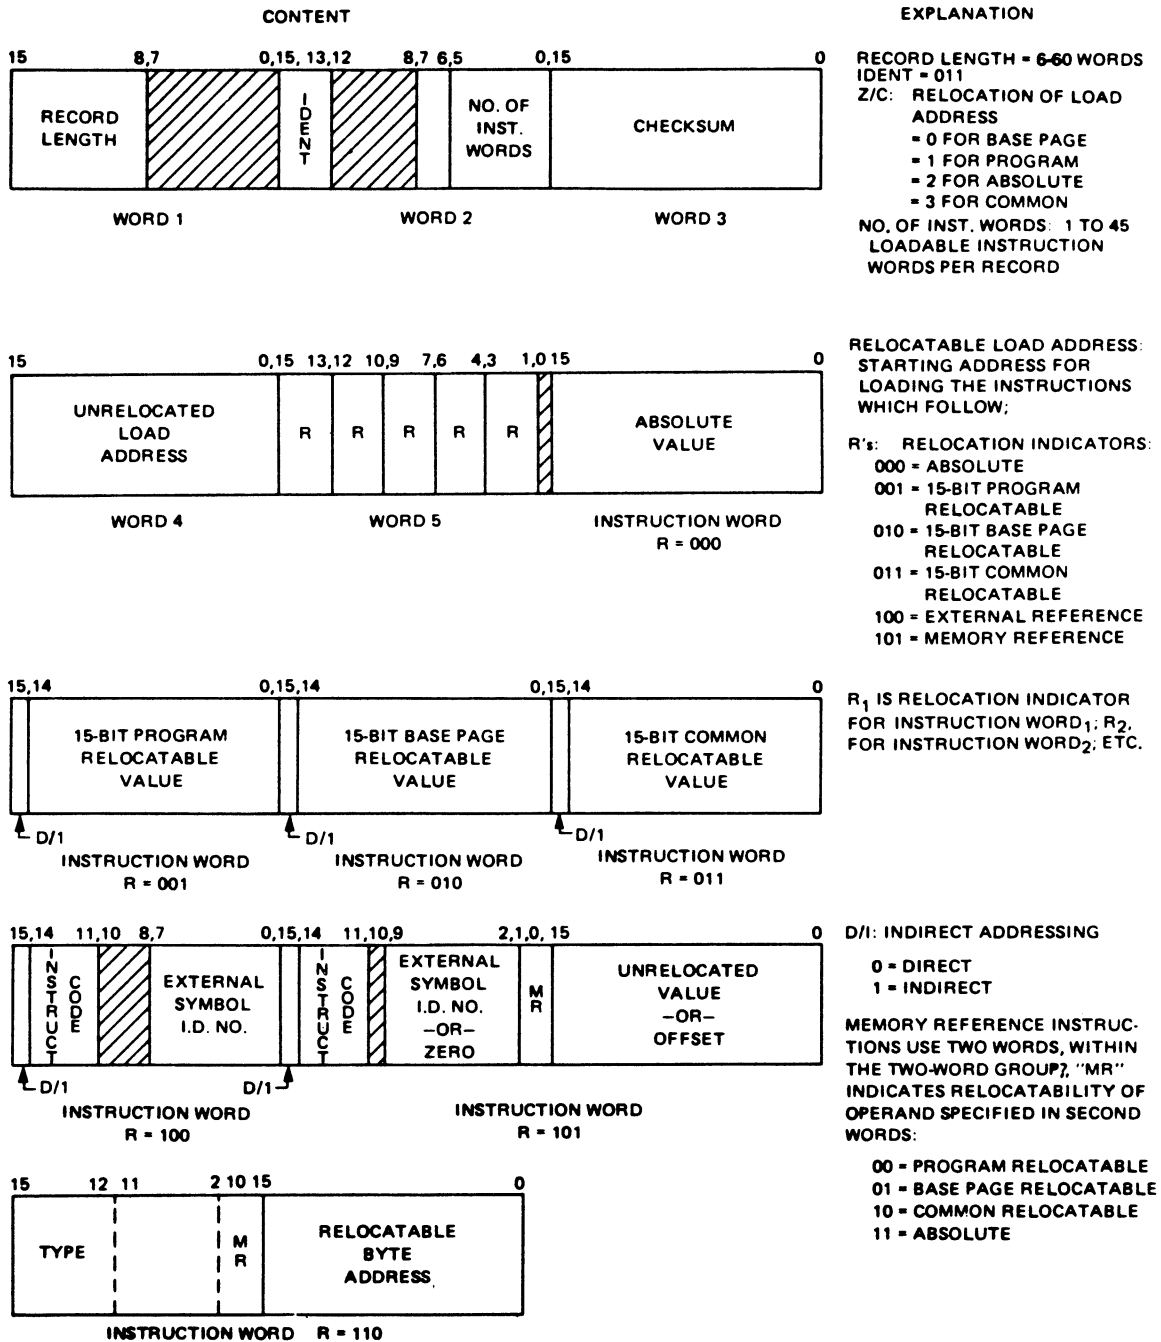 CONTENT
EXPLANATION
15 8,7 0,15, 13,12 8,7 6,5 0,15 0
RECORD LENGTH
IDENT
NO. OF INST. WORDS
CHECKSUM
WORD 1 WORD 2 WORD 3
RECORD LENGTH = 6-60 WORDS
IDENT = 011
Z/C: RELOCATION OF LOAD
ADDRESS
= 0 FOR BASE PAGE
= 1 FOR PROGRAM
= 2 FOR ABSOLUTE
= 3 FOR COMMON
NO. OF INST. WORDS: 1 TO 45
LOADABLE INSTRUCTION
WORDS PER RECORD
15 0,15 13,12 10,9 7,6 4,3 1,0 15 0
UNRELOCATED
LOAD
ADDRESS
R R R R R
ABSOLUTE
VALUE
WORD 4 WORD 5 INSTRUCTION WORD
R = 000
RELOCATABLE LOAD ADDRESS:
STARTING ADDRESS FOR
LOADING THE INSTRUCTIONS
WHICH FOLLOW;
R's: RELOCATION INDICATORS:
000 = ABSOLUTE
001 = 15-BIT PROGRAM
RELOCATABLE
010 = 15-BIT BASE PAGE
RELOCATABLE
011 = 15-BIT COMMON
RELOCATABLE
100 = EXTERNAL REFERENCE
101 = MEMORY REFERENCE
15,14 0,15,14 0,15,14 0
15-BIT PROGRAM
RELOCATABLE
VALUE
15-BIT BASE PAGE
RELOCATABLE
VALUE
15-BIT COMMON
RELOCATABLE
VALUE
D/1 D/1 D/1
INSTRUCTION WORD
R = 001
INSTRUCTION WORD
R = 010
INSTRUCTION WORD
R = 011
R1 IS RELOCATION INDICATOR
FOR INSTRUCTION WORD1; R2,
FOR INSTRUCTION WORD2; ETC.
15,14 11,10 8,7 0,15,14 11,10,9 2,1,0,15 0
INSTRUCT
CODE
EXTERNAL
SYMBOL
I.D. NO.
INSTRUCT
CODE
EXTERNAL
SYMBOL
I.D. NO.
—OR—
ZERO
MR
UNRELOCATED
VALUE
—OR—
OFFSET
D/1 D/1
INSTRUCTION WORD
R = 100
INSTRUCTION WORD
R = 101
D/I: INDIRECT ADDRESSING
0 = DIRECT
1 = INDIRECT
MEMORY REFERENCE INSTRUC-
TIONS USE TWO WORDS, WITHIN
THE TWO-WORD GROUP?, "MR"
INDICATES RELOCATABILITY OF
OPERAND SPECIFIED IN SECOND
WORDS:
00 = PROGRAM RELOCATABLE
01 = BASE PAGE RELOCATABLE
10 = COMMON RELOCATABLE
11 = ABSOLUTE
15 12 11 2 10 15 0
TYPE
MR
RELOCATABLE
BYTE
ADDRESS
INSTRUCTION WORD R = 110